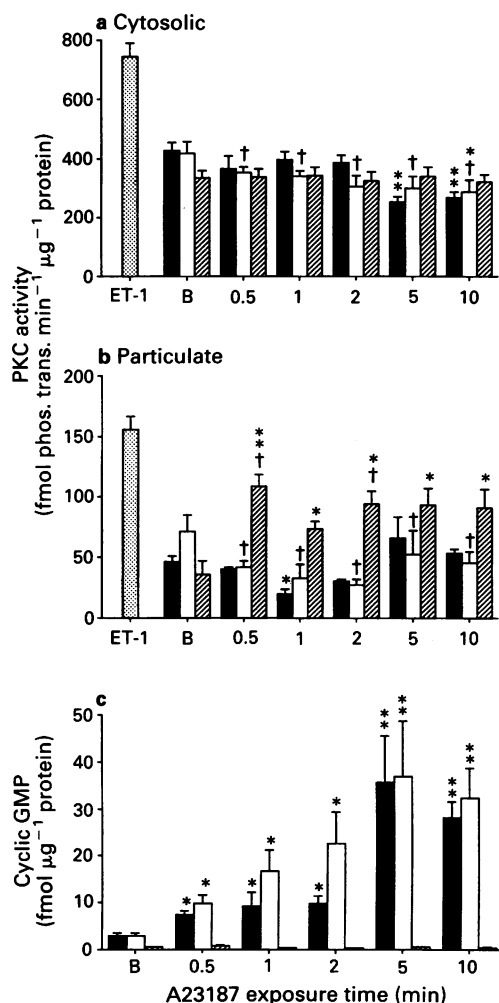 a Cytosolic
800
600
400
200
0
† † † † *†
** **
ET-1 B 0.5 1 2 5 10
PKC activity
(fmol phos. trans. min⁻¹ µg⁻¹ protein)
b Particulate
200
150
100
50
0
**† * *† * *
† * † † † †
ET-1 B 0.5 1 2 5 10
c
50
40
30
20
10
0
Cyclic GMP
(fmol µg⁻¹ protein)
* * * * * * ** ** ** **
B 0.5 1 2 5 10
A23187 exposure time (min)